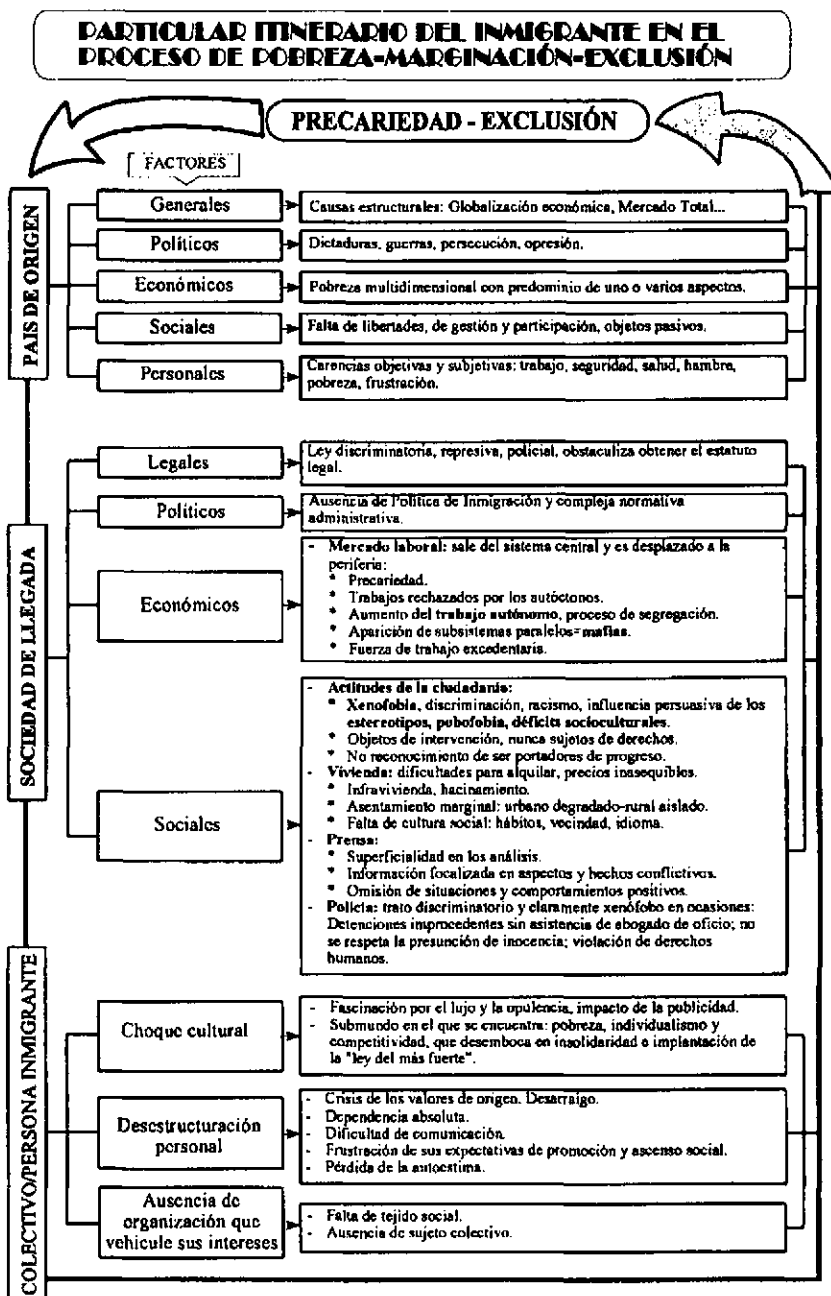 PARTICULAR ITINERARIO DEL INMIGRANTE EN EL
PROCESO DE POBREZA-MARGINACIÓN-EXCLUSIÓN
PRECARIEDAD - EXCLUSIÓN
FACTORES
PAIS DE ORIGEN
Generales
Causas estructurales: Globalización económica, Mercado Total...
Políticos
Dictaduras, guerras, persecución, opresión.
Económicos
Pobreza multidimensional con predominio de uno o varios aspectos.
Sociales
Falta de libertades, de gestión y participación, objetos pasivos.
Personales
Carencias objetivas y subjetivas: trabajo, seguridad, salud, hambre,
pobreza, frustración.
SOCIEDAD DE LLEGADA
Legales
Ley discriminatoria, represiva, policial, obstaculiza obtener el estatuto
legal.
Políticos
Ausencia de Política de Inmigración y compleja normativa
administrativa.
Económicos
- Mercado laboral: sale del sistema central y es desplazado a la
periferia:
* Precariedad.
* Trabajos rechazados por los autóctonos.
* Aumento del trabajo autónomo, proceso de segregación.
* Aparición de subsistemas paralelos=mafias.
* Fuerza de trabajo excedentaria.
Sociales
- Actitudes de la ciudadanía:
* Xenofobia, discriminación, racismo, influencia persuasiva de los
estereotipos, pobofobia, déficits socioculturales.
* Objetos de intervención, nunca sujetos de derechos.
* No reconocimiento de ser portadores de progreso.
- Vivienda: dificultades para alquilar, precios inasequibles.
* Infravivienda, hacinamiento.
* Asentamiento marginal: urbano degradado-rural aislado.
* Falta de cultura social: hábitos, vecindad, idioma.
- Prensa:
* Superficialidad en los análisis.
* Información focalizada en aspectos y hechos conflictivos.
* Omisión de situaciones y comportamientos positivos.
- Policía: trato discriminatorio y claramente xenófobo en ocasiones:
Detenciones improcedentes sin asistencia de abogado de oficio; no
se respeta la presunción de inocencia; violación de derechos
humanos.
COLECTIVO/PERSONA INMIGRANTE
Choque cultural
- Fascinación por el lujo y la opulencia, impacto de la publicidad.
- Submundo en el que se encuentra: pobreza, individualismo y
competitividad, que desemboca en insolidaridad e implantación de
la "ley del más fuerte".
Desestructuración
personal
- Crisis de los valores de origen. Desarraigo.
- Dependencia absoluta.
- Dificultad de comunicación.
- Frustración de sus expectativas de promoción y ascenso social.
- Pérdida de la autoestima.
Ausencia de
organización que
vehicule sus intereses
- Falta de tejido social.
- Ausencia de sujeto colectivo.